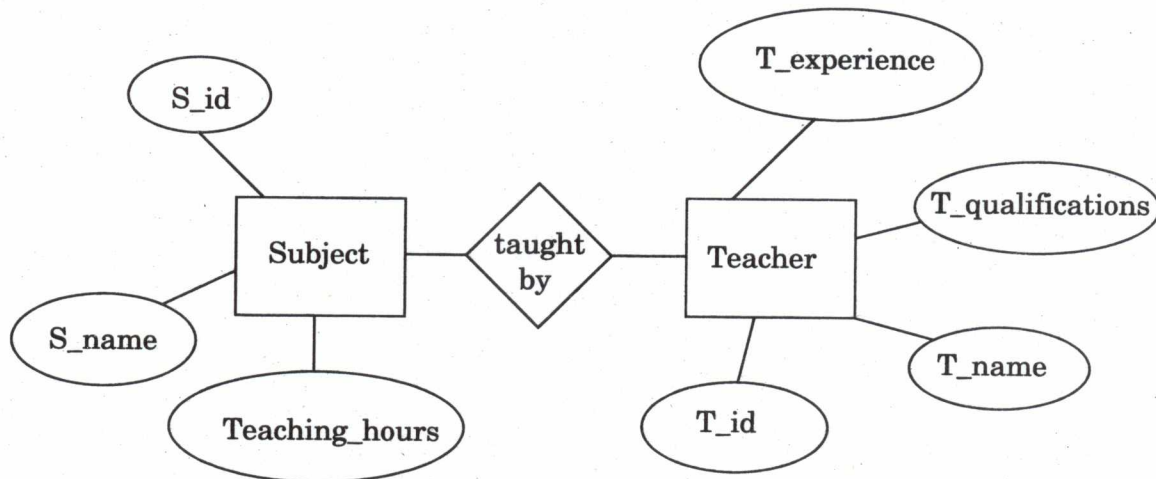 T_experience
S_id
T_qualifications
Subject
taught
by
Teacher
S_name
T_name
Teaching_hours
T_id